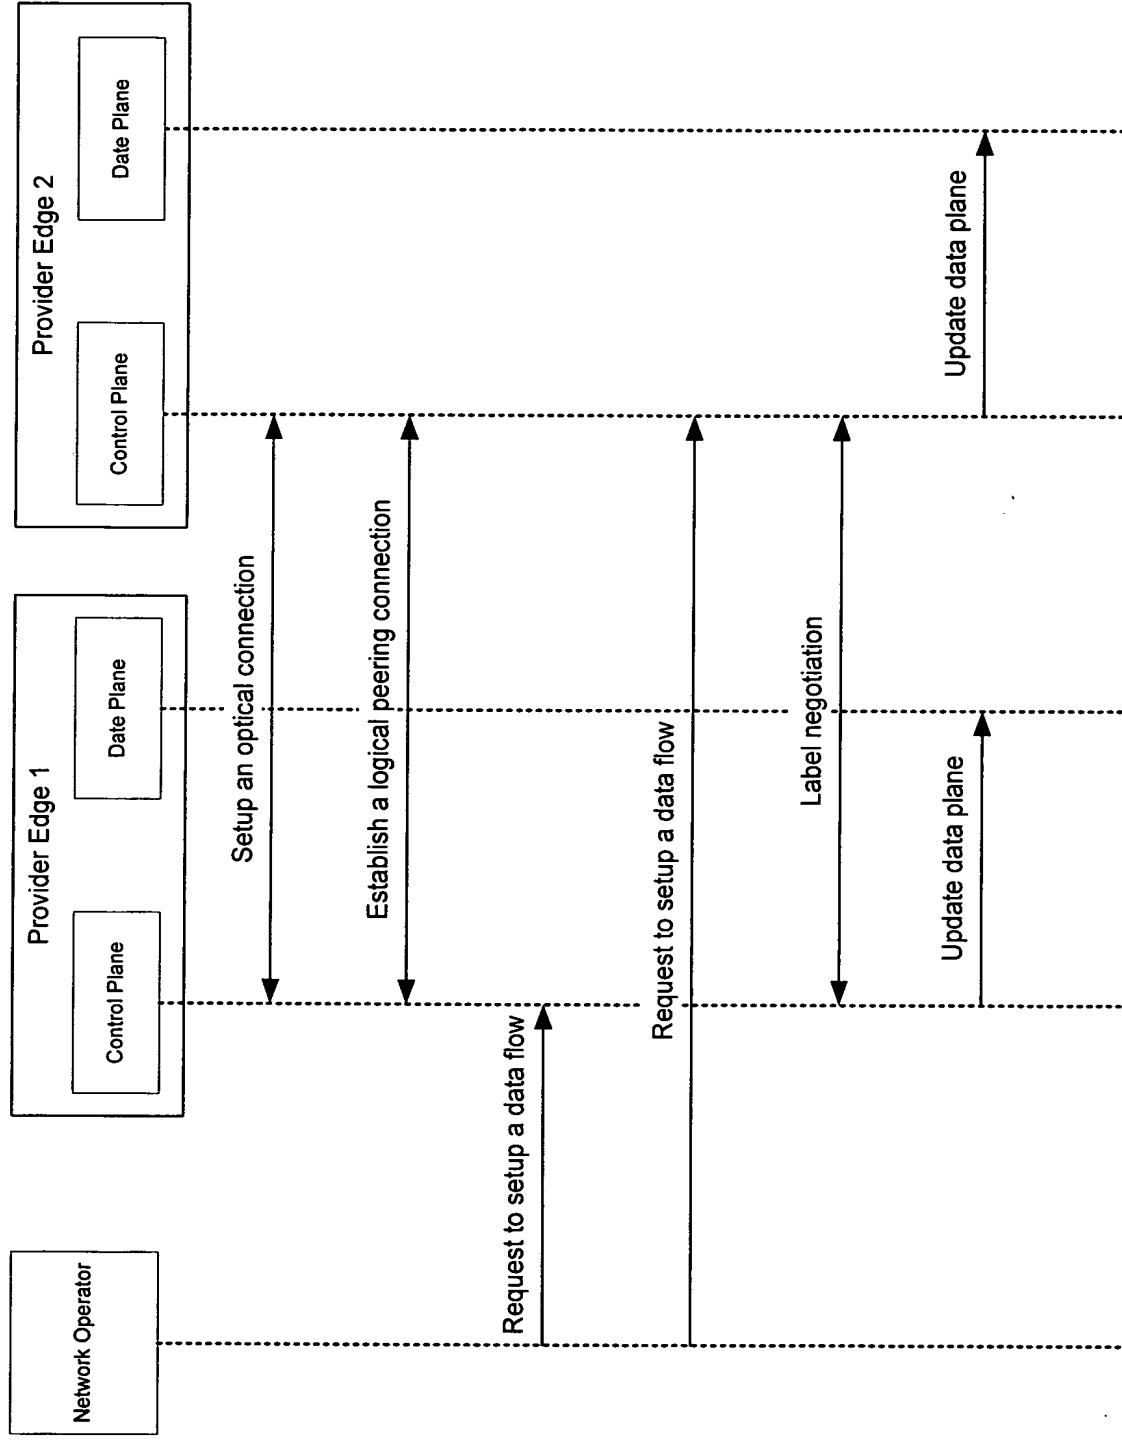 Provider Edge 1
Provider Edge 2
Network Operator
Control Plane
Date Plane
Control Plane
Date Plane
Setup an optical connection
Establish a logical peering connection
Request to setup a data flow
Request to setup a data flow
Label negotiation
Update data plane
Update data plane